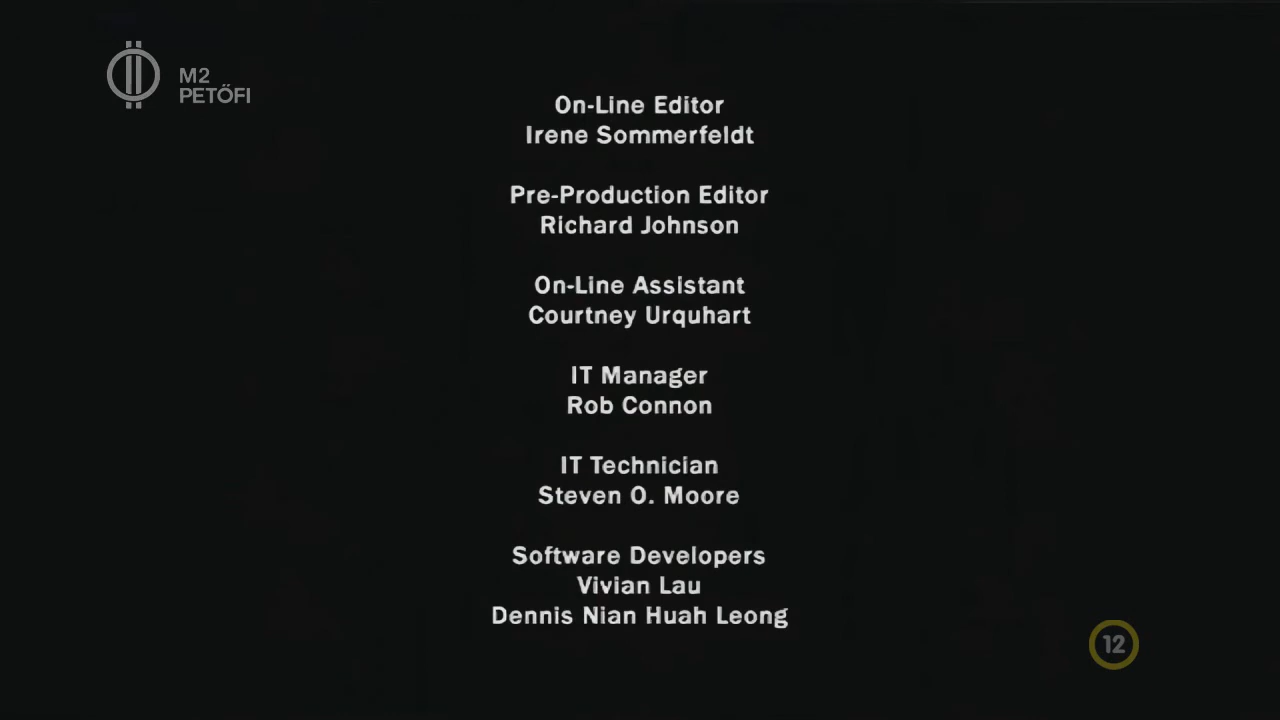 M2
PETŐFI
On-Line Editor
Irene Sommerfeldt
Pre-Production Editor
Richard Johnson
On-Line Assistant
Courtney Urquhart
IT Manager
Rob Connon
IT Technician
Steven O. Moore
Software Developers
Vivian Lau
Dennis Nian Huah Leong
12